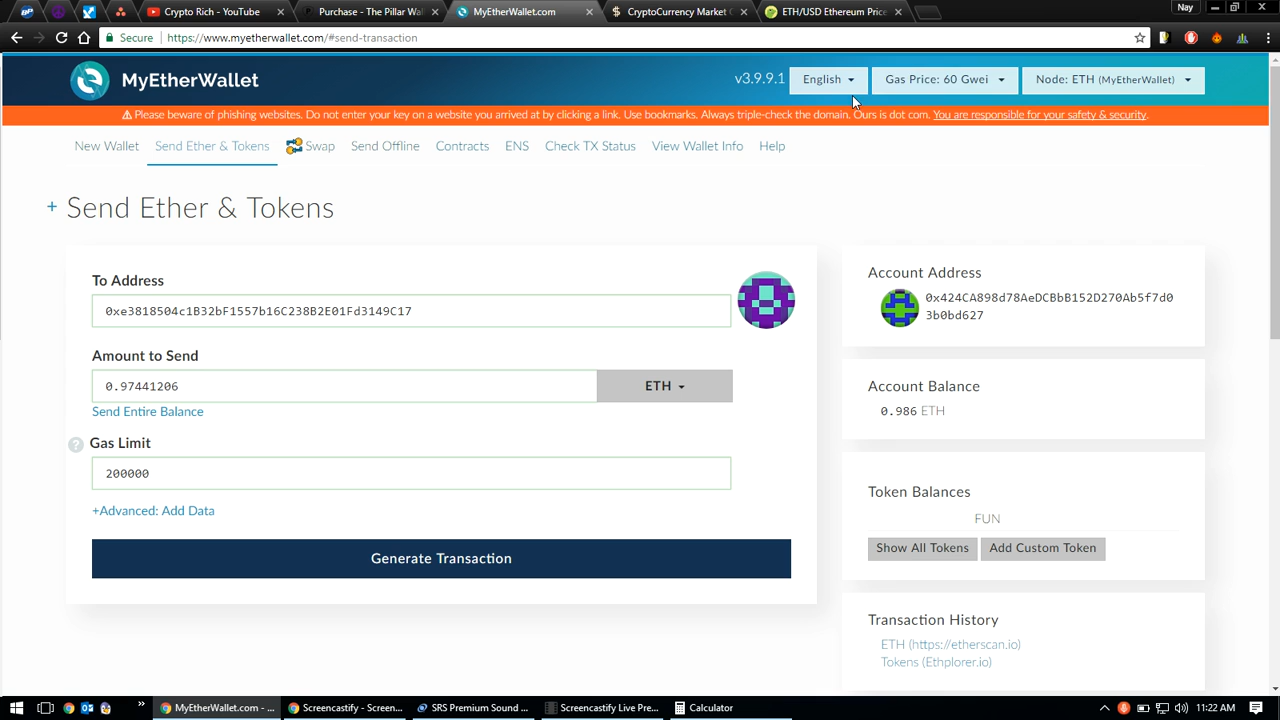 Crypto Rich - YouTube
Purchase - The Pillar Wa
MyEtherWallet.com
CryptoCurrency Market C
ETH/USD Ethereum Price
Nay
Secure
https://www.myetherwallet.com/#send-transaction
MyEtherWallet
v3.9.9.1
English
Gas Price: 60 Gwei
Node: ETH (MyEtherWallet)
Please beware of phishing websites. Do not enter your key on a website you arrived at by clicking a link. Use bookmarks. Always triple-check the domain. Ours is dot com. You are responsible for your safety & security.
New Wallet
Send Ether & Tokens
Swap
Send Offline
Contracts
ENS
Check TX Status
View Wallet Info
Help
+ Send Ether & Tokens
To Address
0xe3818504c1B32bF1557b16C238B2E01Fd3149C17
Amount to Send
0.97441206
ETH
Send Entire Balance
? Gas Limit
200000
+Advanced: Add Data
Generate Transaction
Account Address
0x424CA898d78AeDCBbB152D270Ab5f7d0
3b0bd627
Account Balance
0.986 ETH
Token Balances
FUN
Show All Tokens
Add Custom Token
Transaction History
ETH (https://etherscan.io)
Tokens (Ethplorer.io)
MyEtherWallet.com - ...
Screencastify - Screen...
SRS Premium Sound ...
Screencastify Live Pre...
Calculator
11:22 AM